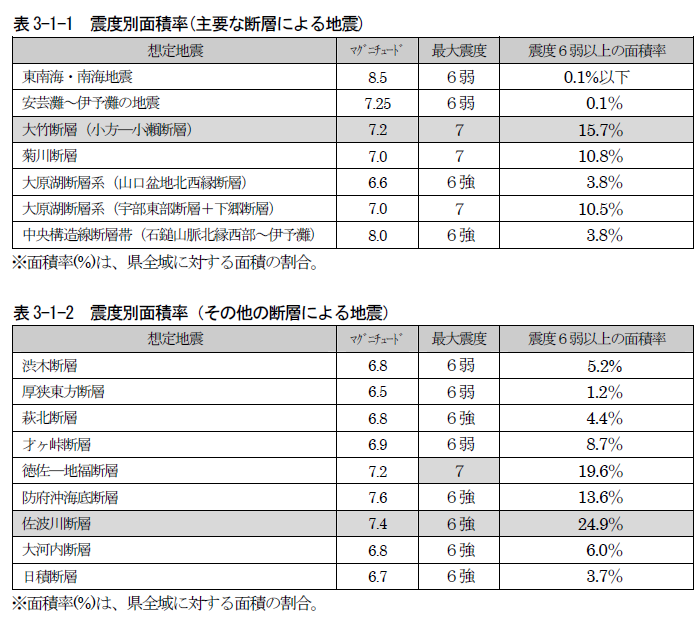 表 3-1-1 震度別面積率(主要な断層による地震)
想定地震 ﾏｸﾞﾆﾁｭｰﾄﾞ 最大震度 震度６弱以上の面積率
東南海・南海地震 8.5 ６弱 0.1%以下
安芸灘～伊予灘の地震 7.25 ６弱 0.1%
大竹断層（小方―小瀬断層） 7.2 ７ 15.7%
菊川断層 7.0 ７ 10.8%
大原湖断層系（山口盆地北西縁断層） 6.6 ６強 3.8%
大原湖断層系（宇部東部断層＋下郷断層） 7.0 ７ 10.5%
中央構造線断層帯（石鎚山脈北縁西部～伊予灘） 8.0 ６強 3.8%
※面積率(%)は、県全域に対する面積の割合。
表 3-1-2 震度別面積率（その他の断層による地震）
想定地震 ﾏｸﾞﾆﾁｭｰﾄﾞ 最大震度 震度６弱以上の面積率
渋木断層 6.8 ６弱 5.2%
厚狭東方断層 6.5 ６弱 1.2%
萩北断層 6.8 ６強 4.4%
才ヶ峠断層 6.9 ６弱 8.7%
徳佐―地福断層 7.2 ７ 19.6%
防府沖海底断層 7.6 ６強 13.6%
佐波川断層 7.4 ６強 24.9%
大河内断層 6.8 ６強 6.0%
日積断層 6.7 ６強 3.7%
※面積率(%)は、県全域に対する面積の割合。